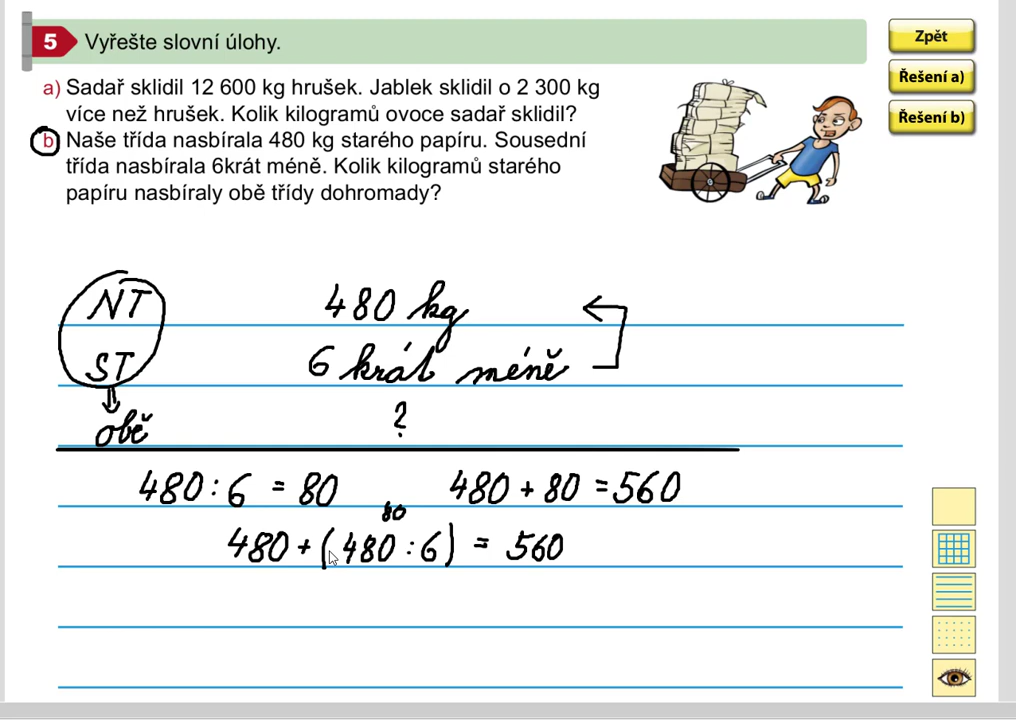 5 Vyřešte slovní úlohy.
Zpět
Řešení a)
Řešení b)
a) Sadař sklidil 12 600 kg hrušek. Jablek sklidil o 2 300 kg
více než hrušek. Kolik kilogramů ovoce sadař sklidil?
b) Naše třída nasbírala 480 kg starého papíru. Sousední
třída nasbírala 6krát méně. Kolik kilogramů starého
papíru nasbíraly obě třídy dohromady?
NT 480 kg
ST 6 krát méně
obě ?
480 : 6 = 80 480 + 80 = 560
80
480 + (480 : 6) = 560